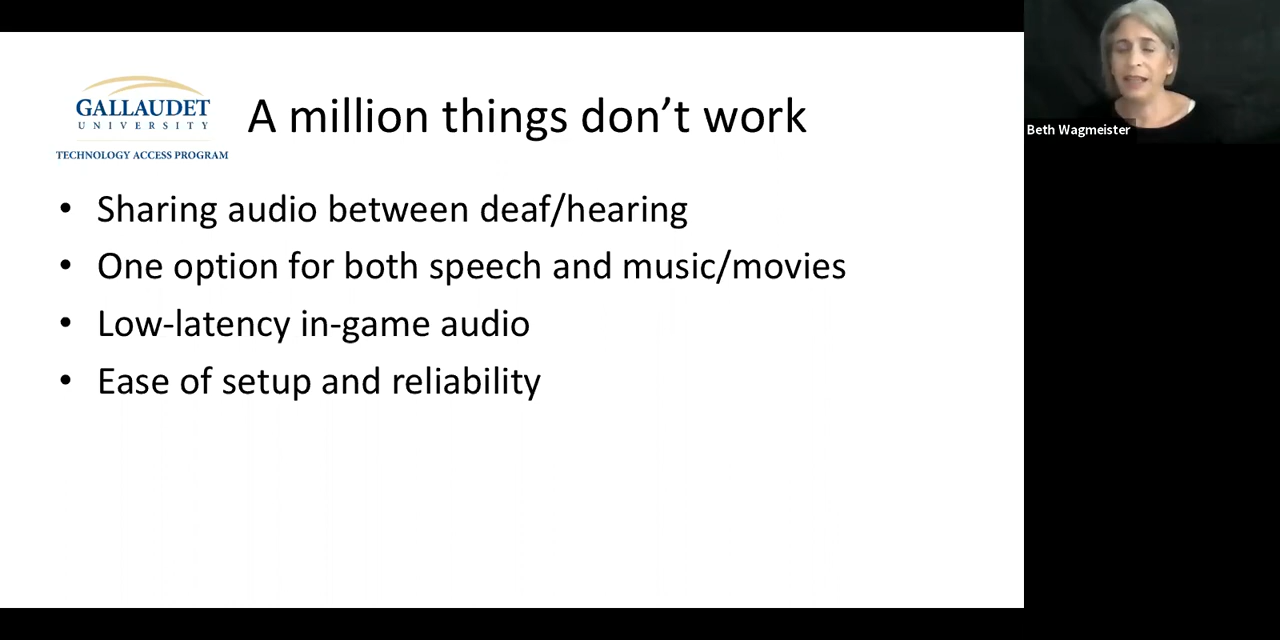 GALLAUDET
UNIVERSITY
TECHNOLOGY ACCESS PROGRAM
A million things don’t work
• Sharing audio between deaf/hearing
• One option for both speech and music/movies
• Low-latency in-game audio
• Ease of setup and reliability
Beth Wagmeister